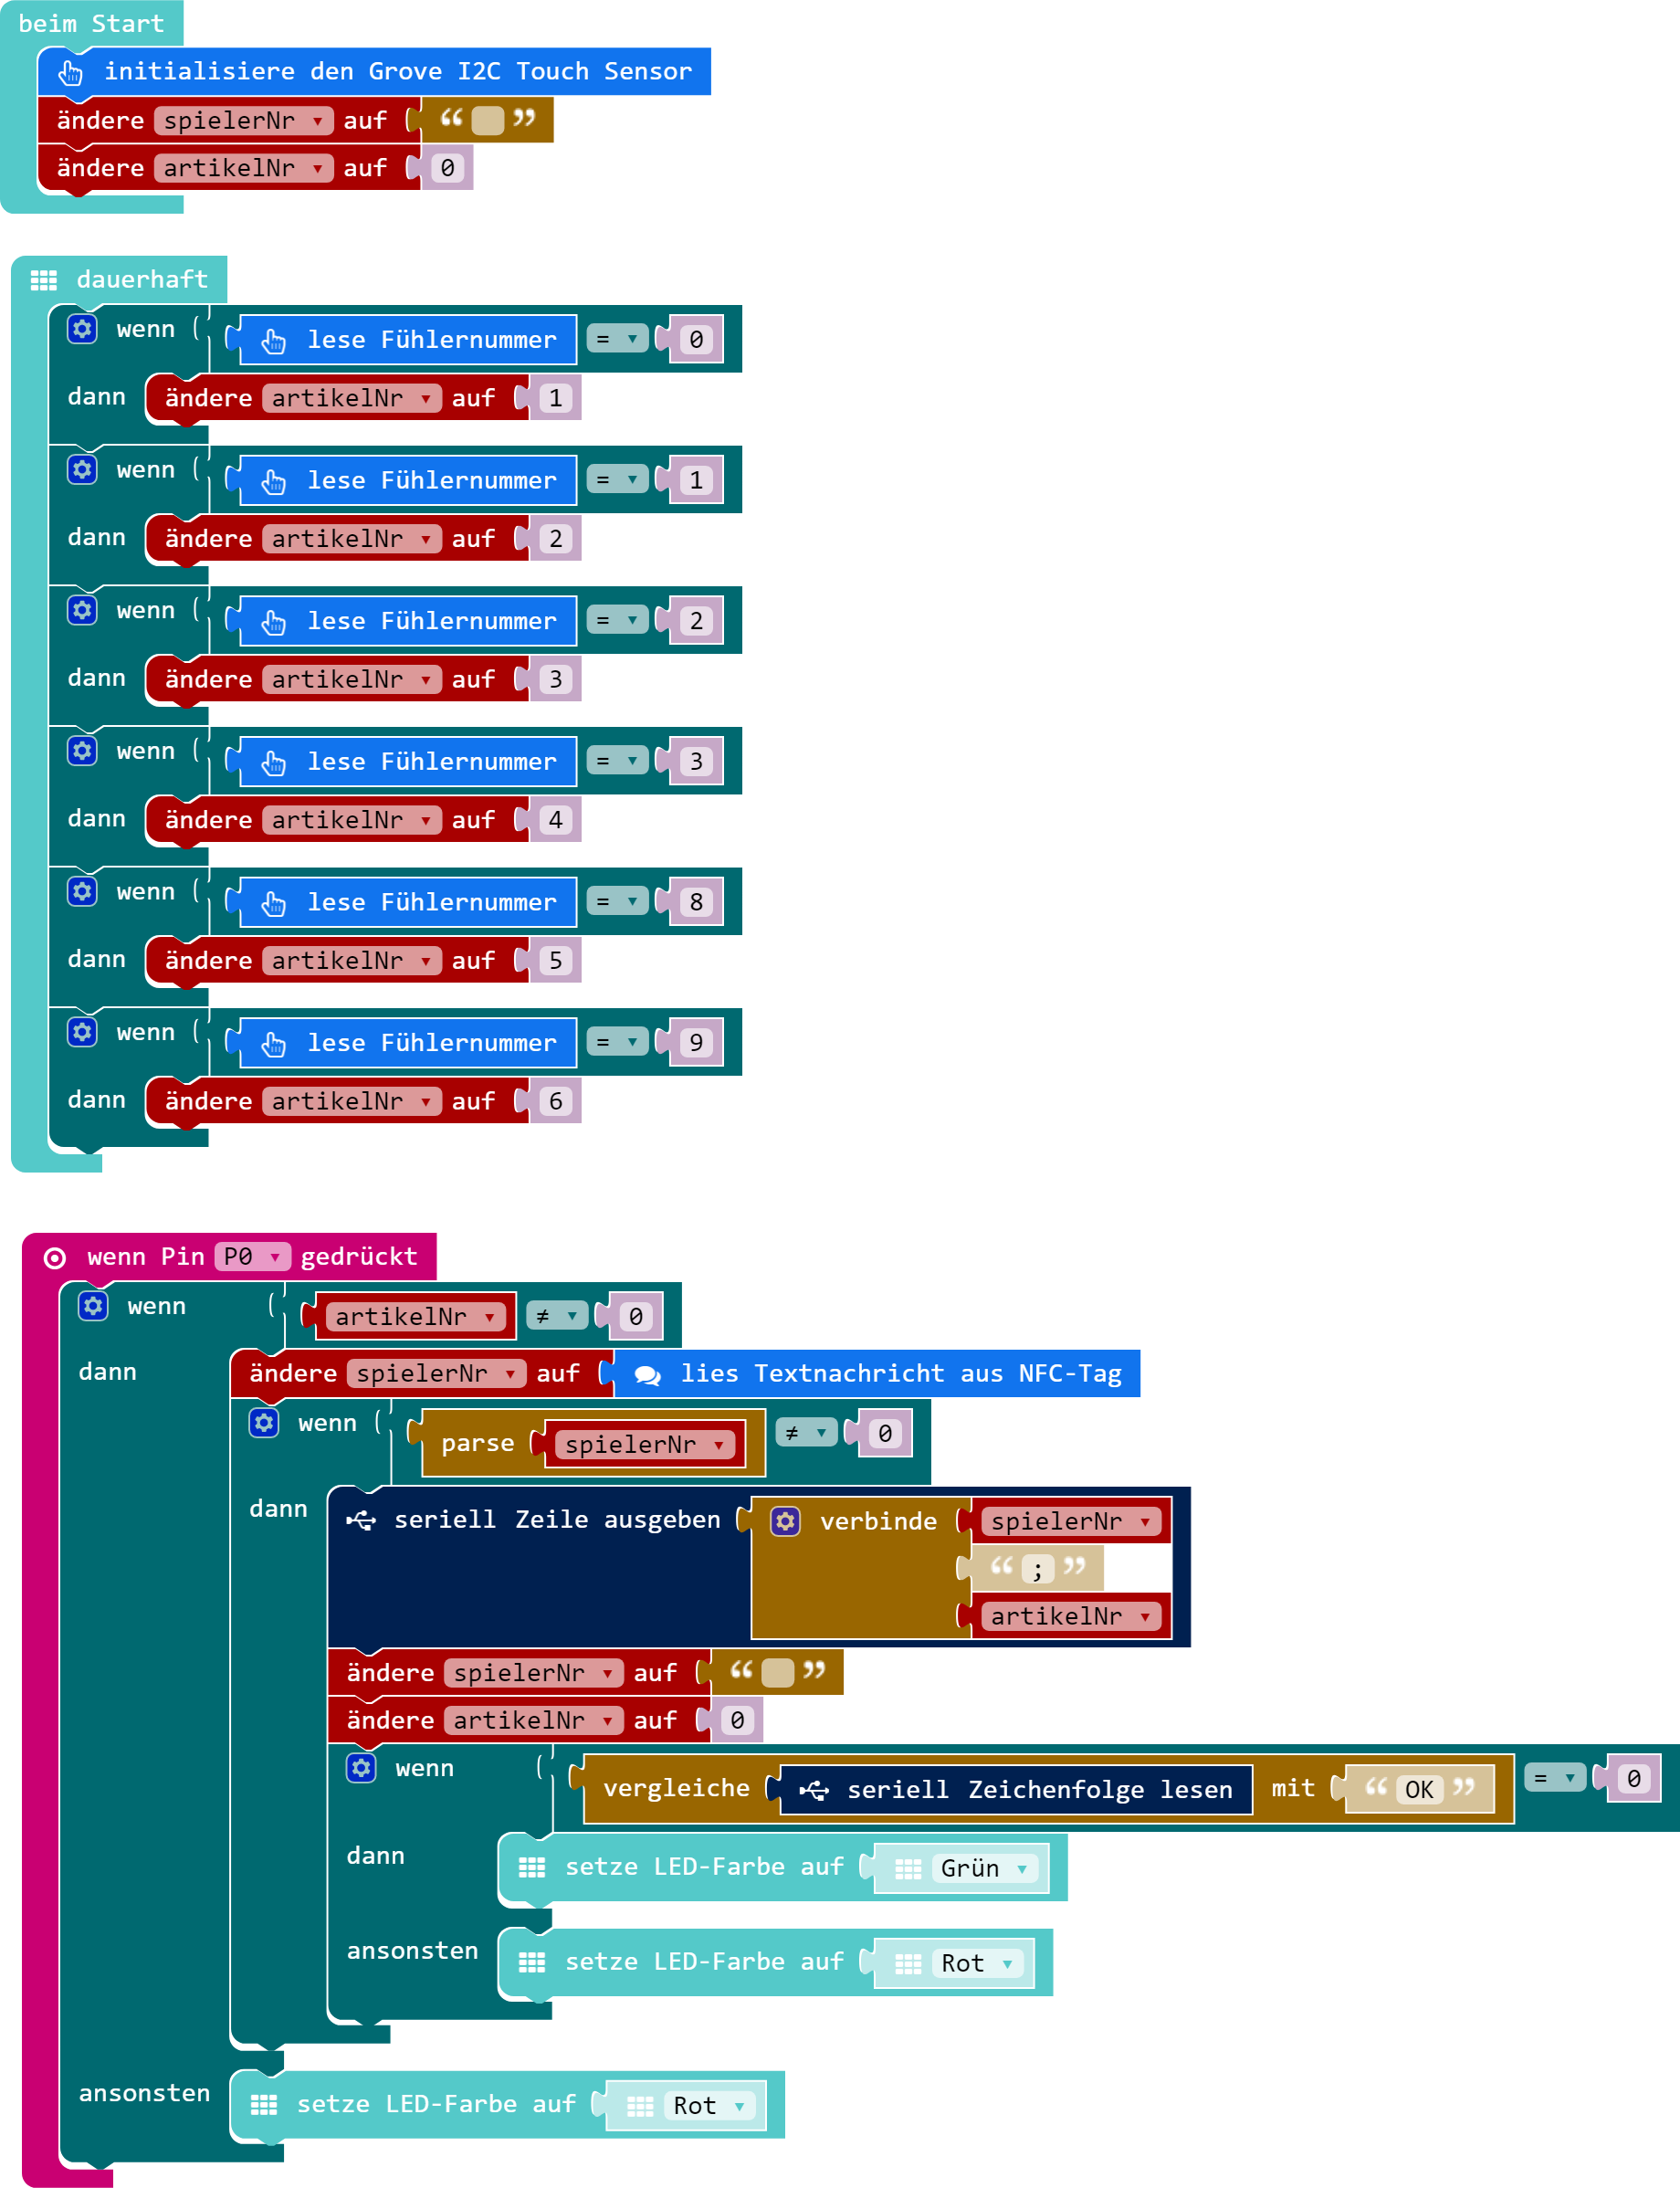 beim Start
initialisiere den Grove I2C Touch Sensor
ändere spielerNr ▾ auf “ ”
ändere artikelNr ▾ auf 0
dauerhaft
wenn lese Fühlernummer = ▾ 0
dann ändere artikelNr ▾ auf 1
wenn lese Fühlernummer = ▾ 1
dann ändere artikelNr ▾ auf 2
wenn lese Fühlernummer = ▾ 2
dann ändere artikelNr ▾ auf 3
wenn lese Fühlernummer = ▾ 3
dann ändere artikelNr ▾ auf 4
wenn lese Fühlernummer = ▾ 8
dann ändere artikelNr ▾ auf 5
wenn lese Fühlernummer = ▾ 9
dann ändere artikelNr ▾ auf 6
wenn Pin P0 ▾ gedrückt
wenn artikelNr ▾ ≠ ▾ 0
dann ändere spielerNr ▾ auf lies Textnachricht aus NFC-Tag
wenn parse spielerNr ▾ ≠ ▾ 0
dann seriell Zeile ausgeben verbinde spielerNr ▾
“ ; ”
artikelNr ▾
ändere spielerNr ▾ auf “ ”
ändere artikelNr ▾ auf 0
wenn vergleiche seriell Zeichenfolge lesen mit “ OK ” = ▾ 0
dann setze LED-Farbe auf Grün ▾
ansonsten setze LED-Farbe auf Rot ▾
ansonsten setze LED-Farbe auf Rot ▾